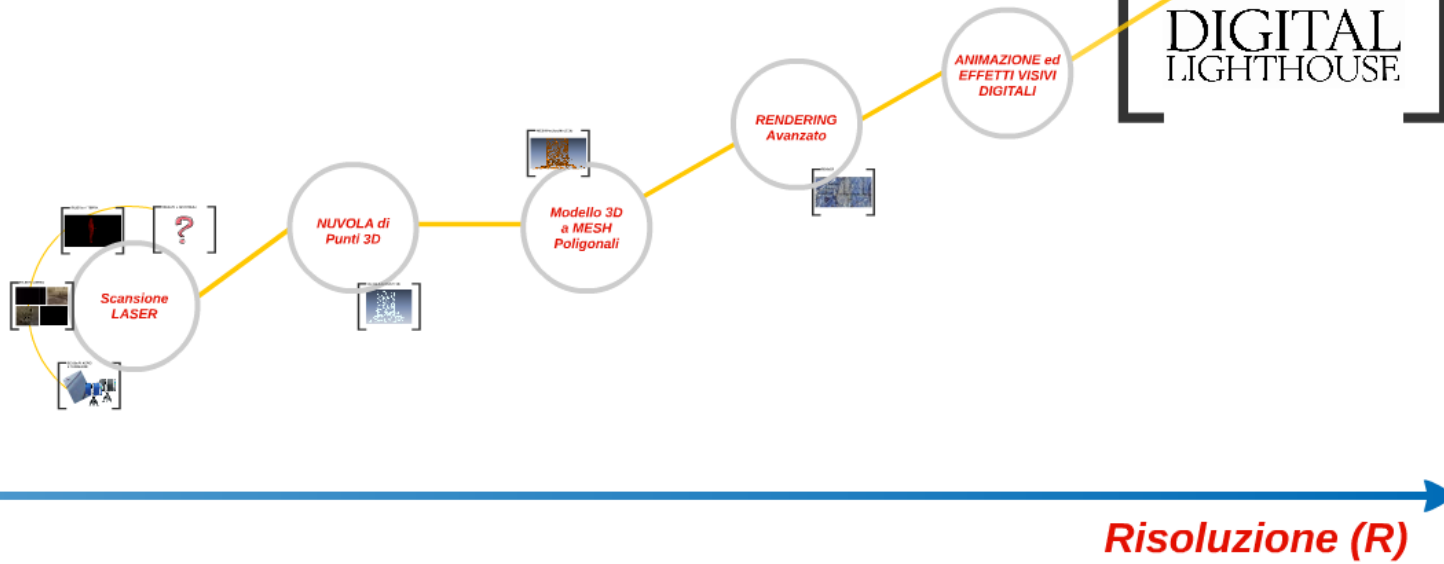 DIGITAL
LIGHTHOUSE
ANIMAZIONE ed
EFFETTI VISIVI
DIGITALI
RENDERING
Avanzato
Modello 3D
a MESH
Poligonali
NUVOLA di
Punti 3D
Scansione
LASER
?
Risoluzione (R)